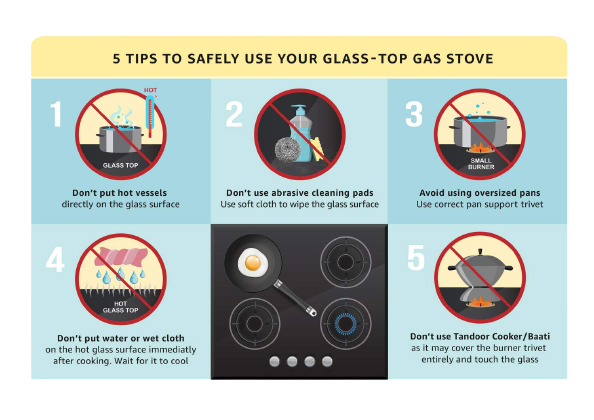 5 TIPS TO SAFELY USE YOUR GLASS-TOP GAS STOVE
1
HOT
GLASS TOP
Don't put hot vessels
directly on the glass surface
2
Don't use abrasive cleaning pads
Use soft cloth to wipe the glass surface
3
SMALL
BURNER
Avoid using oversized pans
Use correct pan support trivet
4
HOT
GLASS TOP
Don't put water or wet cloth
on the hot glass surface immediatly
after cooking. Wait for it to cool
5
Don't use Tandoor Cooker/Baati
as it may cover the burner trivet
entirely and touch the glass